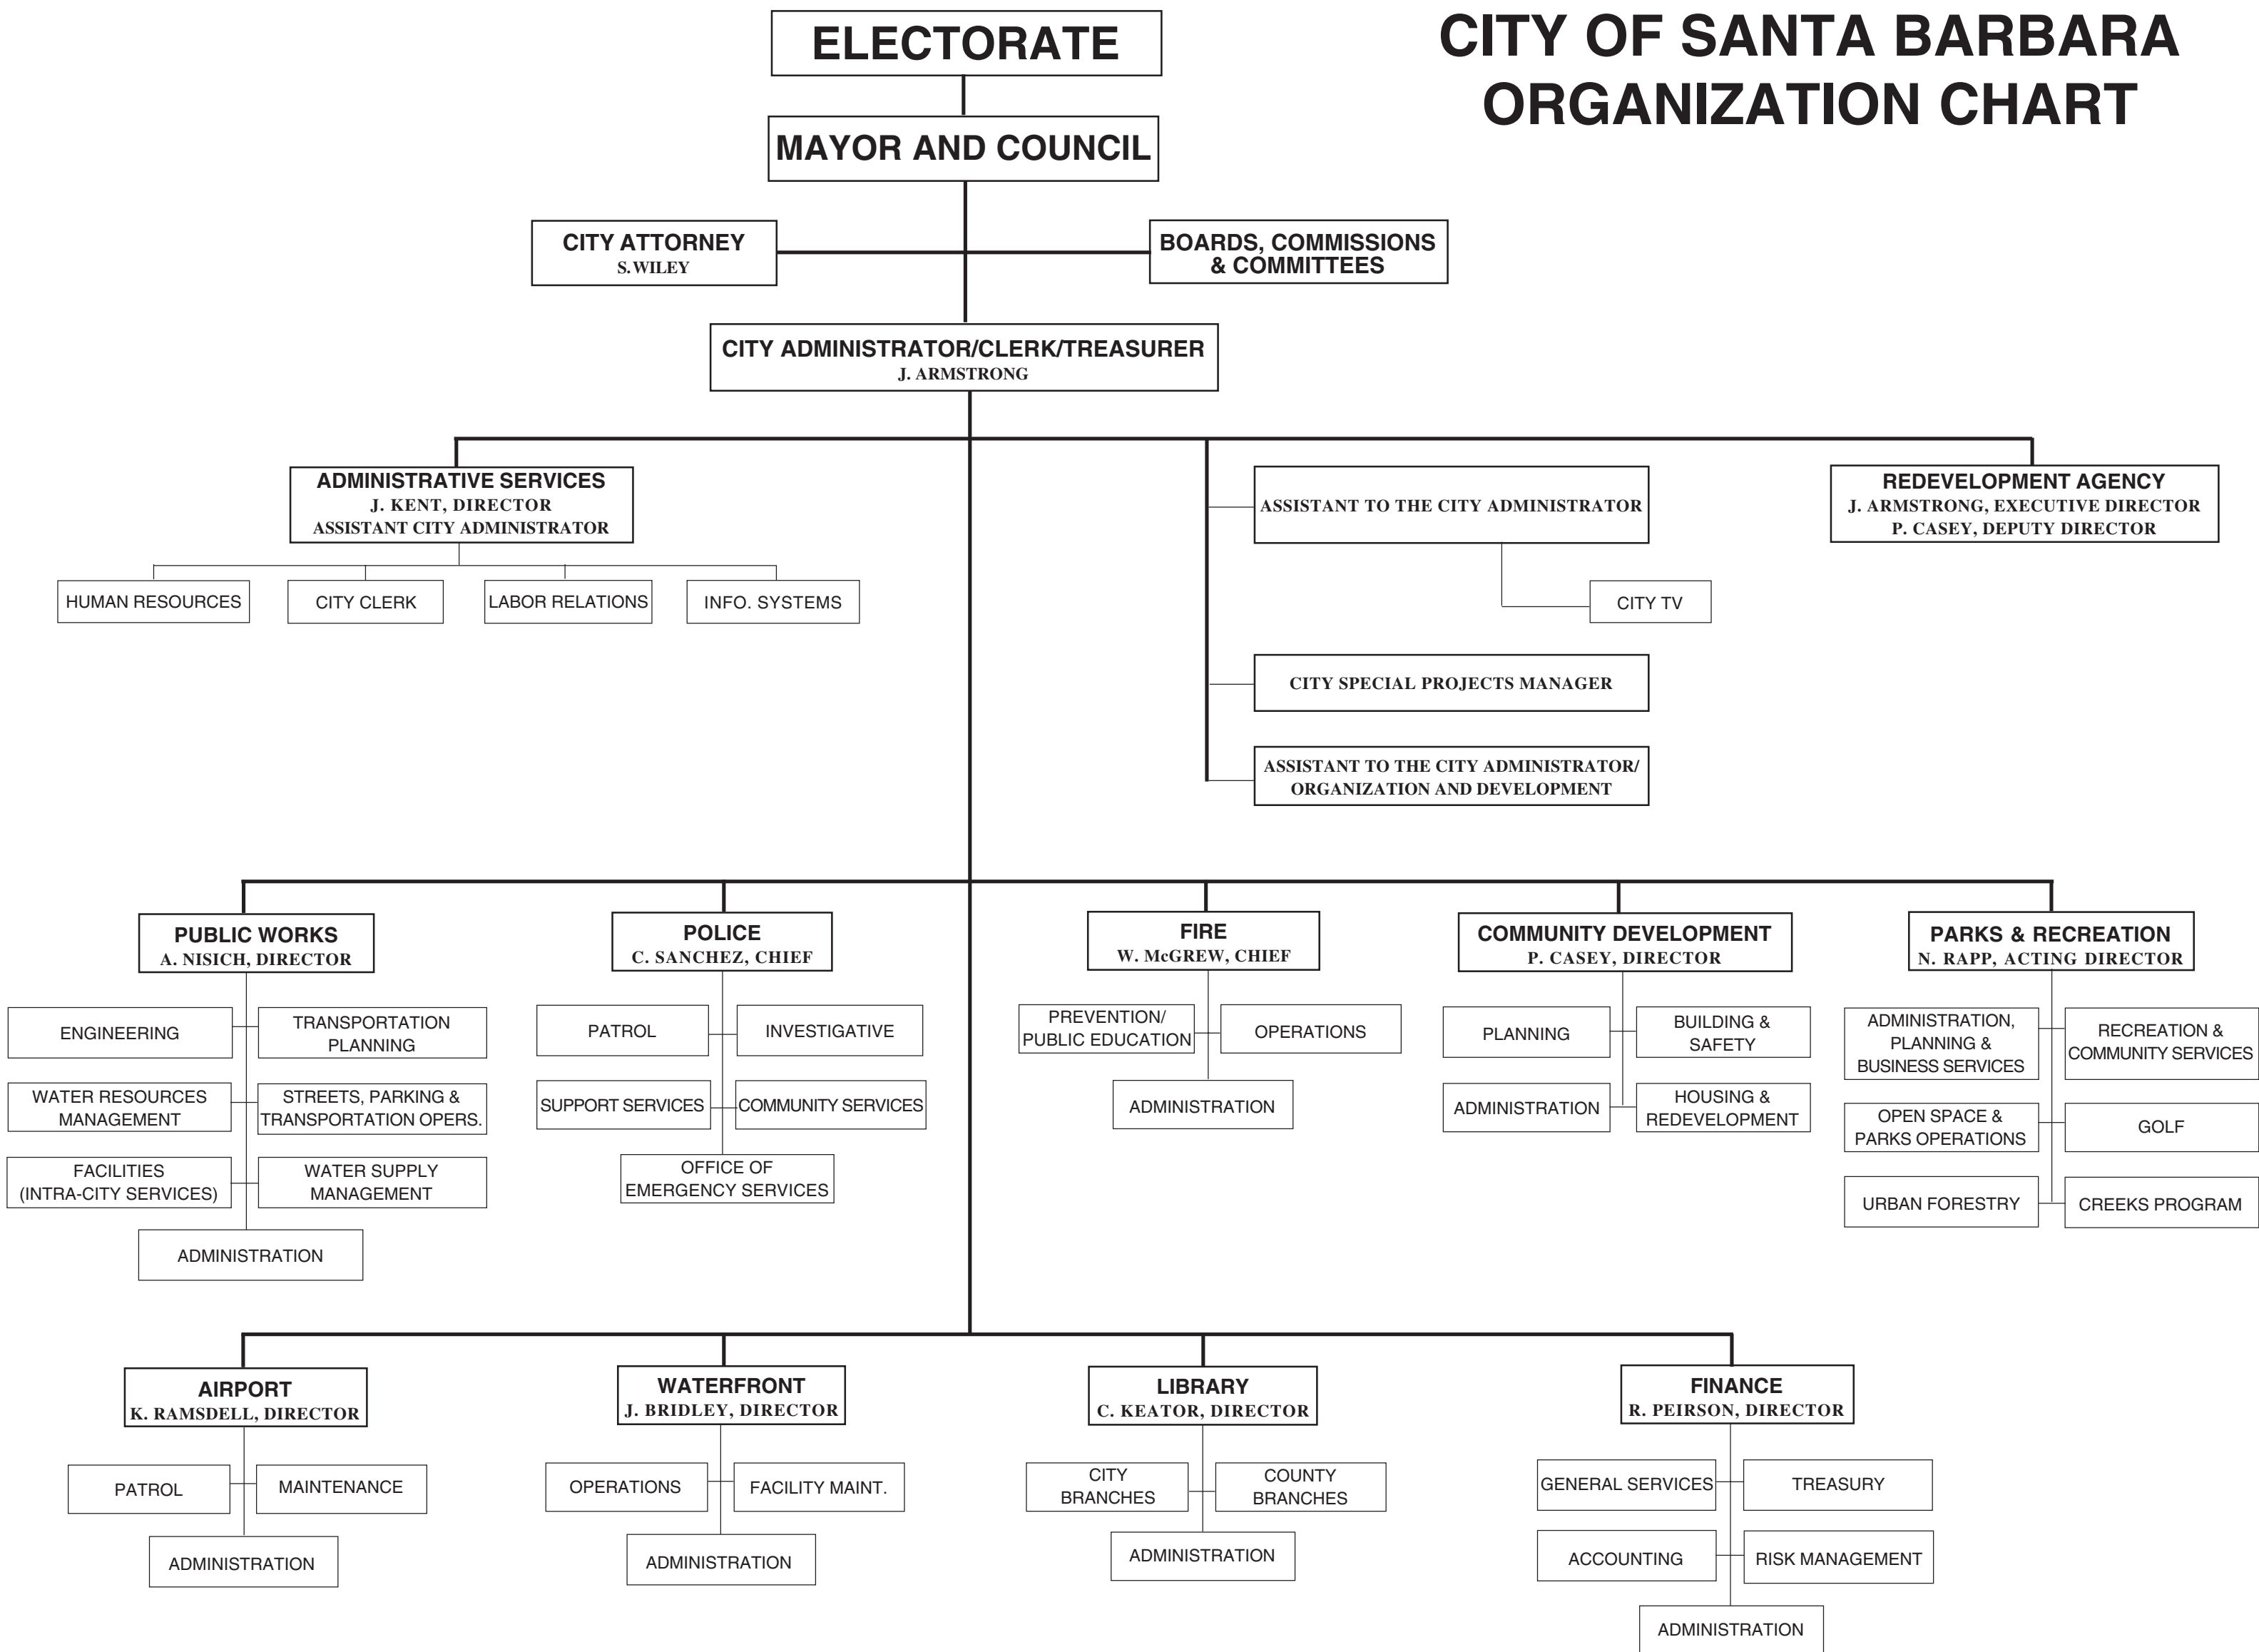 CITY OF SANTA BARBARA
ORGANIZATION CHART
ELECTORATE
MAYOR AND COUNCIL
CITY ATTORNEY
S. WILEY
BOARDS, COMMISSIONS
& COMMITTEES
CITY ADMINISTRATOR/CLERK/TREASURER
J. ARMSTRONG
ADMINISTRATIVE SERVICES
J. KENT, DIRECTOR
ASSISTANT CITY ADMINISTRATOR
HUMAN RESOURCES
CITY CLERK
LABOR RELATIONS
INFO. SYSTEMS
ASSISTANT TO THE CITY ADMINISTRATOR
CITY TV
CITY SPECIAL PROJECTS MANAGER
ASSISTANT TO THE CITY ADMINISTRATOR/
ORGANIZATION AND DEVELOPMENT
REDEVELOPMENT AGENCY
J. ARMSTRONG, EXECUTIVE DIRECTOR
P. CASEY, DEPUTY DIRECTOR
PUBLIC WORKS
A. NISICH, DIRECTOR
ENGINEERING
TRANSPORTATION
PLANNING
WATER RESOURCES
MANAGEMENT
STREETS, PARKING &
TRANSPORTATION OPERS.
FACILITIES
(INTRA-CITY SERVICES)
WATER SUPPLY
MANAGEMENT
ADMINISTRATION
POLICE
C. SANCHEZ, CHIEF
PATROL
INVESTIGATIVE
SUPPORT SERVICES
COMMUNITY SERVICES
OFFICE OF
EMERGENCY SERVICES
FIRE
W. McGREW, CHIEF
PREVENTION/
PUBLIC EDUCATION
OPERATIONS
ADMINISTRATION
COMMUNITY DEVELOPMENT
P. CASEY, DIRECTOR
PLANNING
BUILDING &
SAFETY
ADMINISTRATION
HOUSING &
REDEVELOPMENT
PARKS & RECREATION
N. RAPP, ACTING DIRECTOR
ADMINISTRATION,
PLANNING &
BUSINESS SERVICES
RECREATION &
COMMUNITY SERVICES
OPEN SPACE &
PARKS OPERATIONS
GOLF
URBAN FORESTRY
CREEKS PROGRAM
AIRPORT
K. RAMSDELL, DIRECTOR
PATROL
MAINTENANCE
ADMINISTRATION
WATERFRONT
J. BRIDLEY, DIRECTOR
OPERATIONS
FACILITY MAINT.
ADMINISTRATION
LIBRARY
C. KEATOR, DIRECTOR
CITY
BRANCHES
COUNTY
BRANCHES
ADMINISTRATION
FINANCE
R. PEIRSON, DIRECTOR
GENERAL SERVICES
TREASURY
ACCOUNTING
RISK MANAGEMENT
ADMINISTRATION